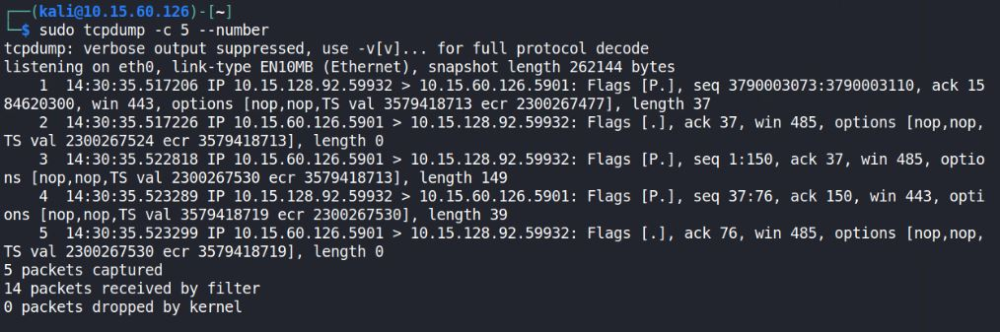 ┌──(kali@10.15.60.126)-[~]
└─$ sudo tcpdump -c 5 --number
tcpdump: verbose output suppressed, use -v[v]... for full protocol decode
listening on eth0, link-type EN10MB (Ethernet), snapshot length 262144 bytes
    1  14:30:35.517206 IP 10.15.128.92.59932 > 10.15.60.126.5901: Flags [P.], seq 3790003073:3790003110, ack 15
84620300, win 443, options [nop,nop,TS val 3579418713 ecr 2300267477], length 37
    2  14:30:35.517226 IP 10.15.60.126.5901 > 10.15.128.92.59932: Flags [.], ack 37, win 485, options [nop,nop,
TS val 2300267524 ecr 3579418713], length 0
    3  14:30:35.522818 IP 10.15.60.126.5901 > 10.15.128.92.59932: Flags [P.], seq 1:150, ack 37, win 485, optio
ns [nop,nop,TS val 2300267530 ecr 3579418713], length 149
    4  14:30:35.523289 IP 10.15.128.92.59932 > 10.15.60.126.5901: Flags [P.], seq 37:76, ack 150, win 443, opti
ons [nop,nop,TS val 3579418719 ecr 2300267530], length 39
    5  14:30:35.523299 IP 10.15.60.126.5901 > 10.15.128.92.59932: Flags [.], ack 76, win 485, options [nop,nop,
TS val 2300267530 ecr 3579418719], length 0
5 packets captured
14 packets received by filter
0 packets dropped by kernel